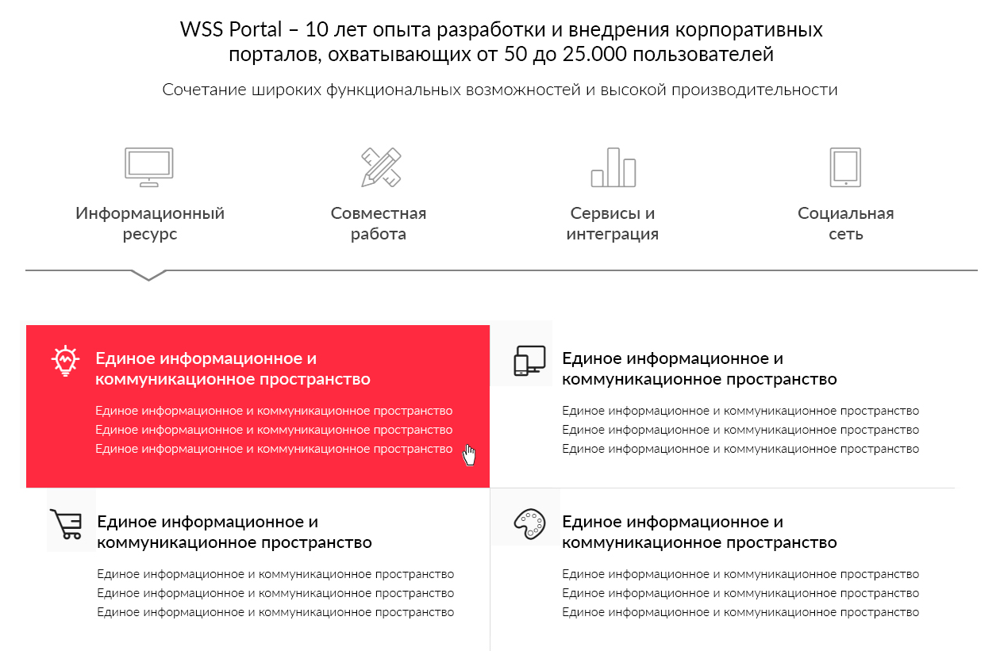 WSS Portal – 10 лет опыта разработки и внедрения корпоративных
порталов, охватывающих от 50 до 25.000 пользователей
Сочетание широких функциональных возможностей и высокой производительности
Информационный
ресурс
Совместная
работа
Сервисы и
интеграция
Социальная
сеть
Единое информационное и
коммуникационное пространство
Единое информационное и коммуникационное пространство
Единое информационное и коммуникационное пространство
Единое информационное и коммуникационное пространство
Единое информационное и
коммуникационное пространство
Единое информационное и коммуникационное пространство
Единое информационное и коммуникационное пространство
Единое информационное и коммуникационное пространство
Единое информационное и
коммуникационное пространство
Единое информационное и коммуникационное пространство
Единое информационное и коммуникационное пространство
Единое информационное и коммуникационное пространство
Единое информационное и
коммуникационное пространство
Единое информационное и коммуникационное пространство
Единое информационное и коммуникационное пространство
Единое информационное и коммуникационное пространство